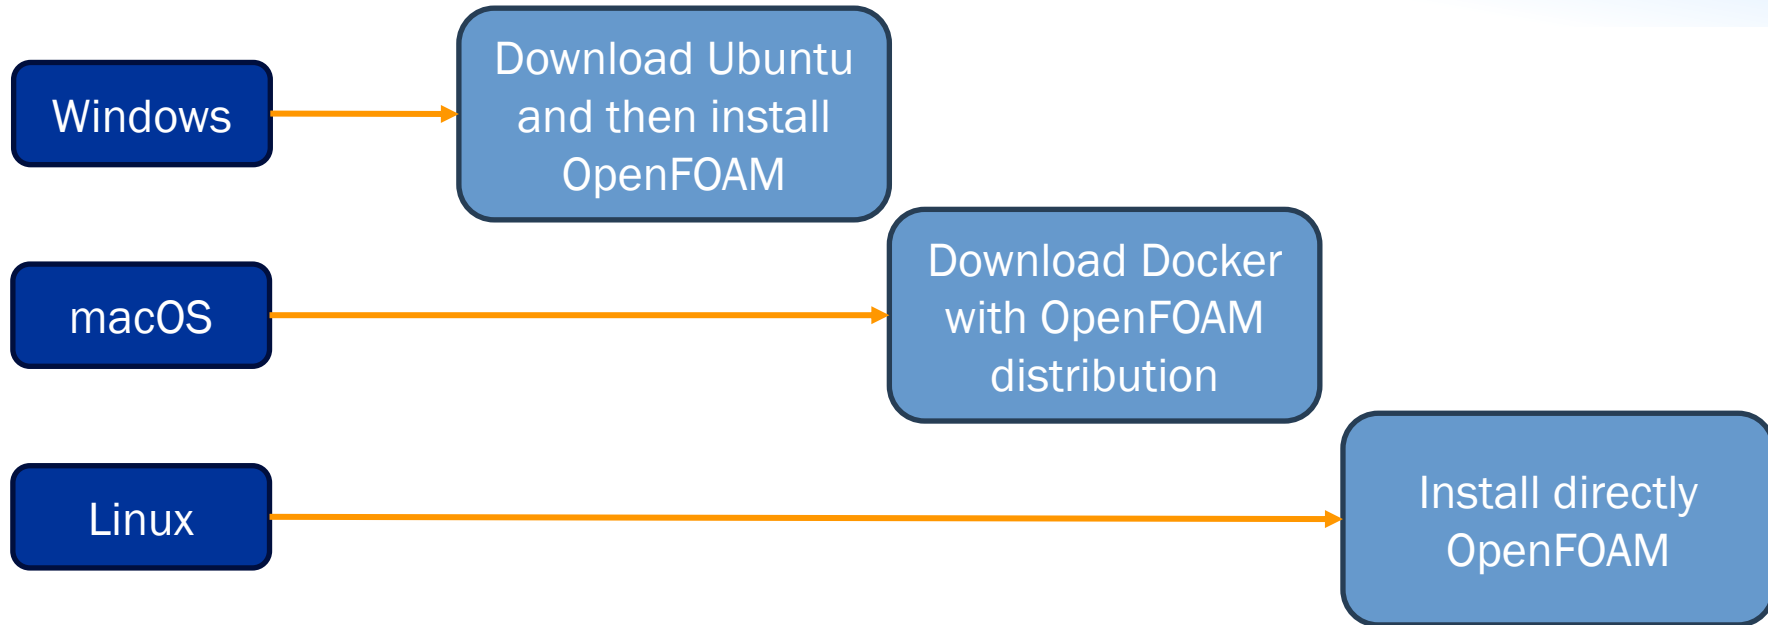 Windows
Download Ubuntu
and then install
OpenFOAM
macOS
Download Docker
with OpenFOAM
distribution
Linux
Install directly
OpenFOAM